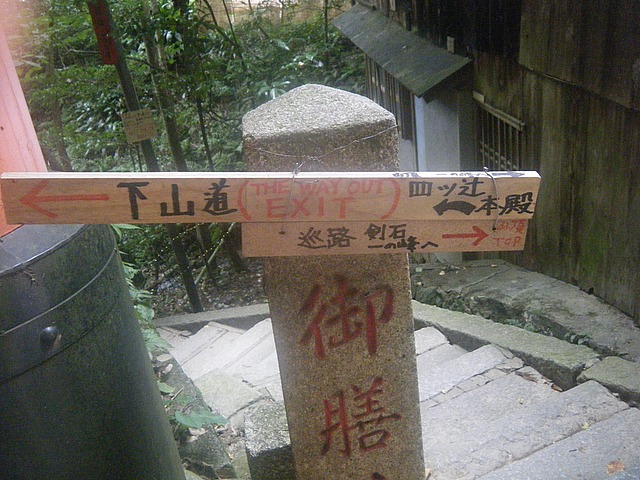 下山道(THE WAY OUT EXIT)四ッ辻 本殿
巡路 剣石 一の峰へ TOP
御膳